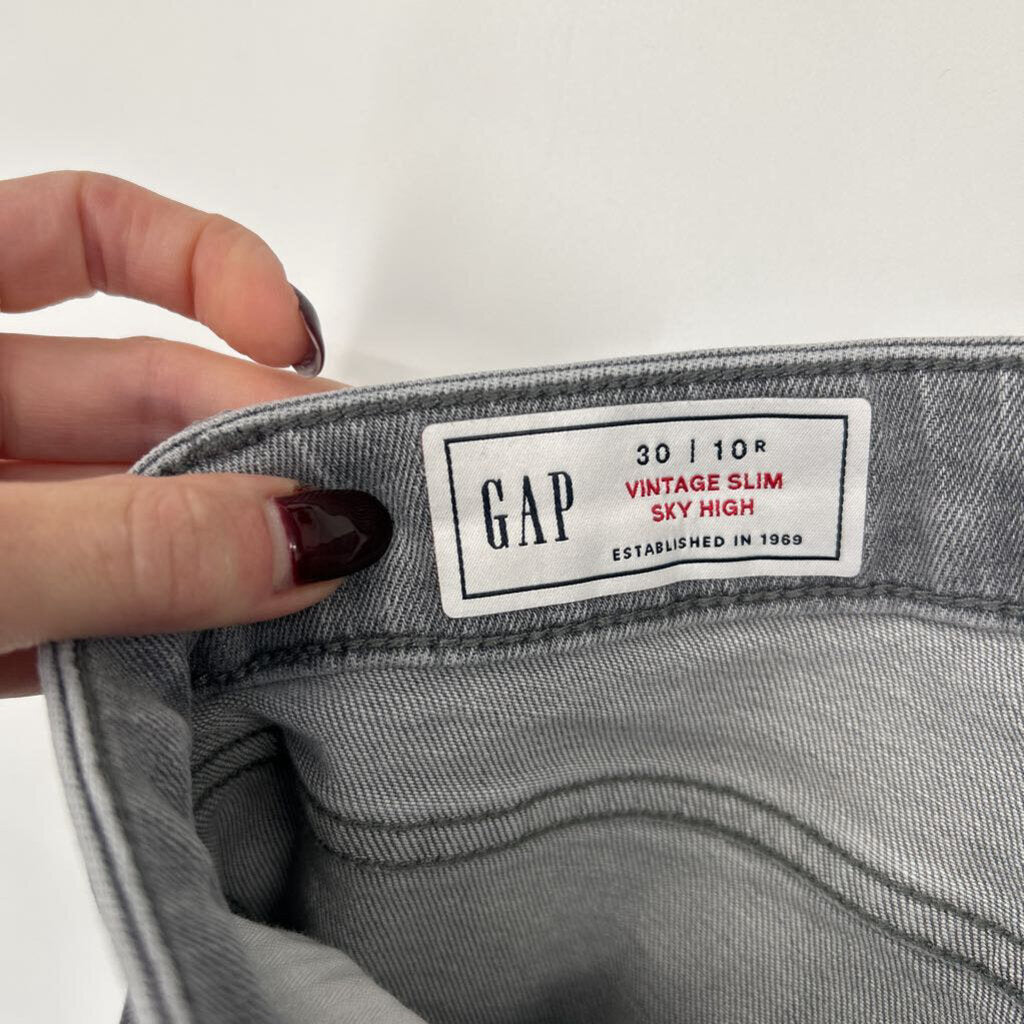 GAP
30 | 10R
VINTAGE SLIM
SKY HIGH
ESTABLISHED IN 1969